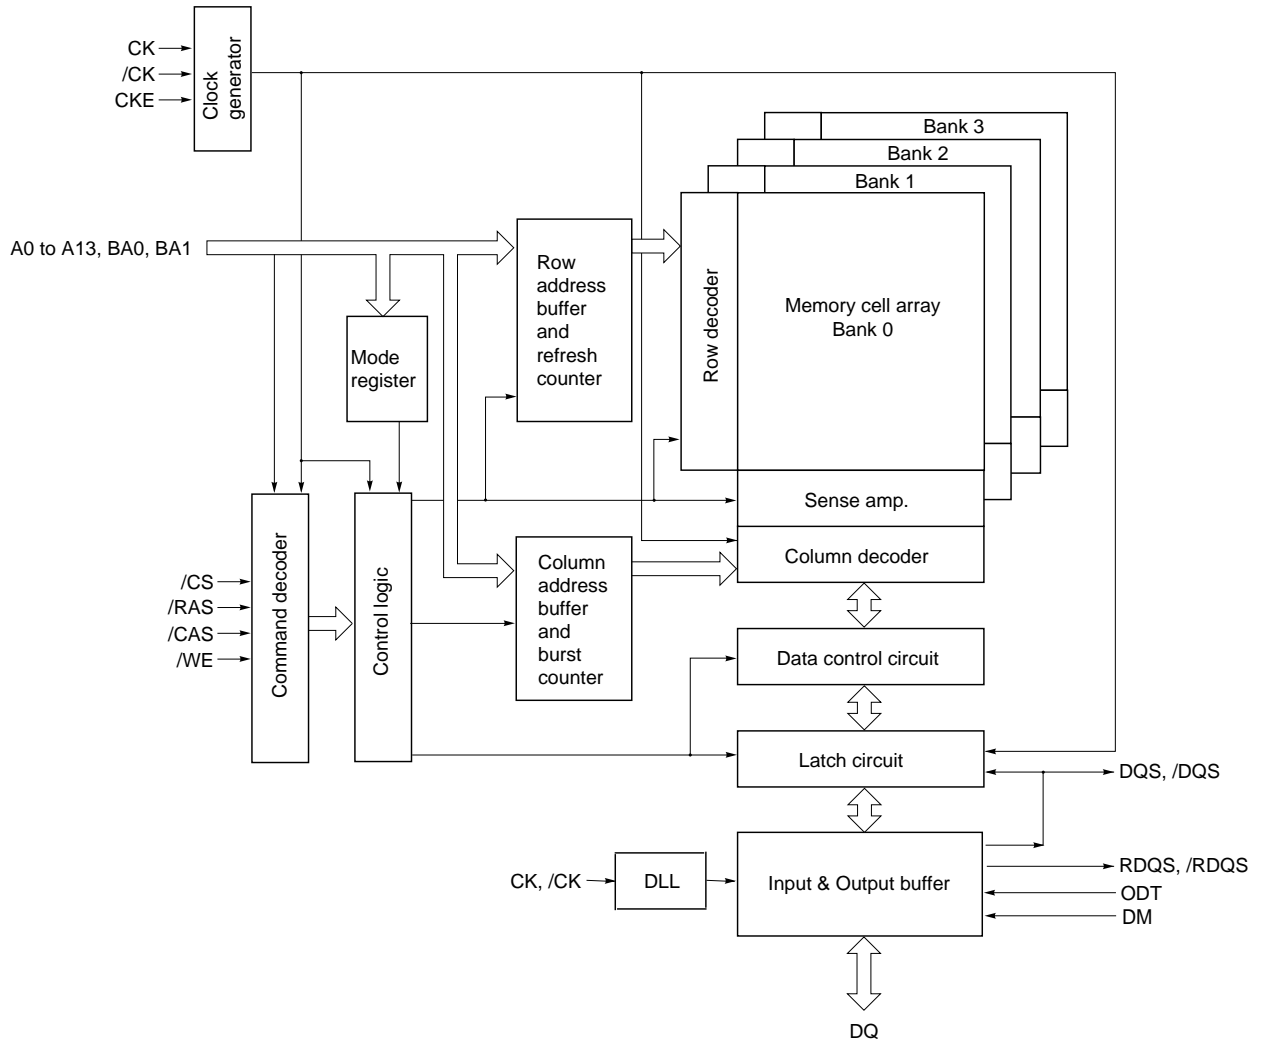 CK
/CK
CKE
Clock
generator
Bank 3
Bank 2
Bank 1
A0 to A13, BA0, BA1
Row
address
buffer
and
refresh
counter
Row decoder
Memory cell array
Bank 0
Mode
register
Sense amp.
Column decoder
Command decoder
Control logic
Column
address
buffer
and
burst
counter
/CS
/RAS
/CAS
/WE
Data control circuit
Latch circuit
DQS, /DQS
CK, /CK
DLL
Input & Output buffer
RDQS, /RDQS
ODT
DM
DQ